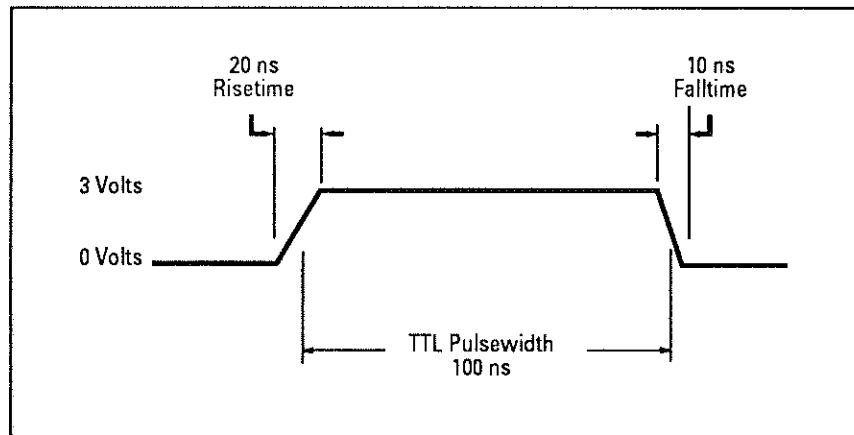 20 ns
Risetime
10 ns
Falltime
3 Volts
0 Volts
TTL Pulsewidth
100 ns